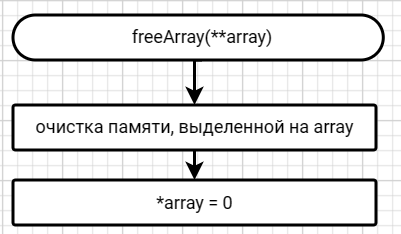 freeArray(**array)
очистка памяти, выделенной на array
*array = 0